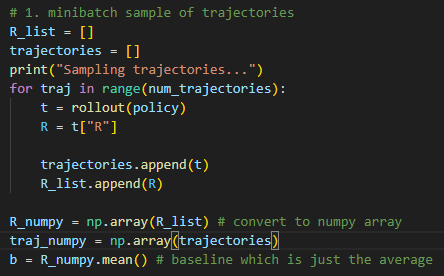 # 1. minibatch sample of trajectories
R_list = []
trajectories = []
print("Sampling trajectories...")
for traj in range(num_trajectories):
    t = rollout(policy)
    R = t["R"]

    trajectories.append(t)
    R_list.append(R)

R_numpy = np.array(R_list) # convert to numpy array
traj_numpy = np.array(trajectories)
b = R_numpy.mean() # baseline which is just the average